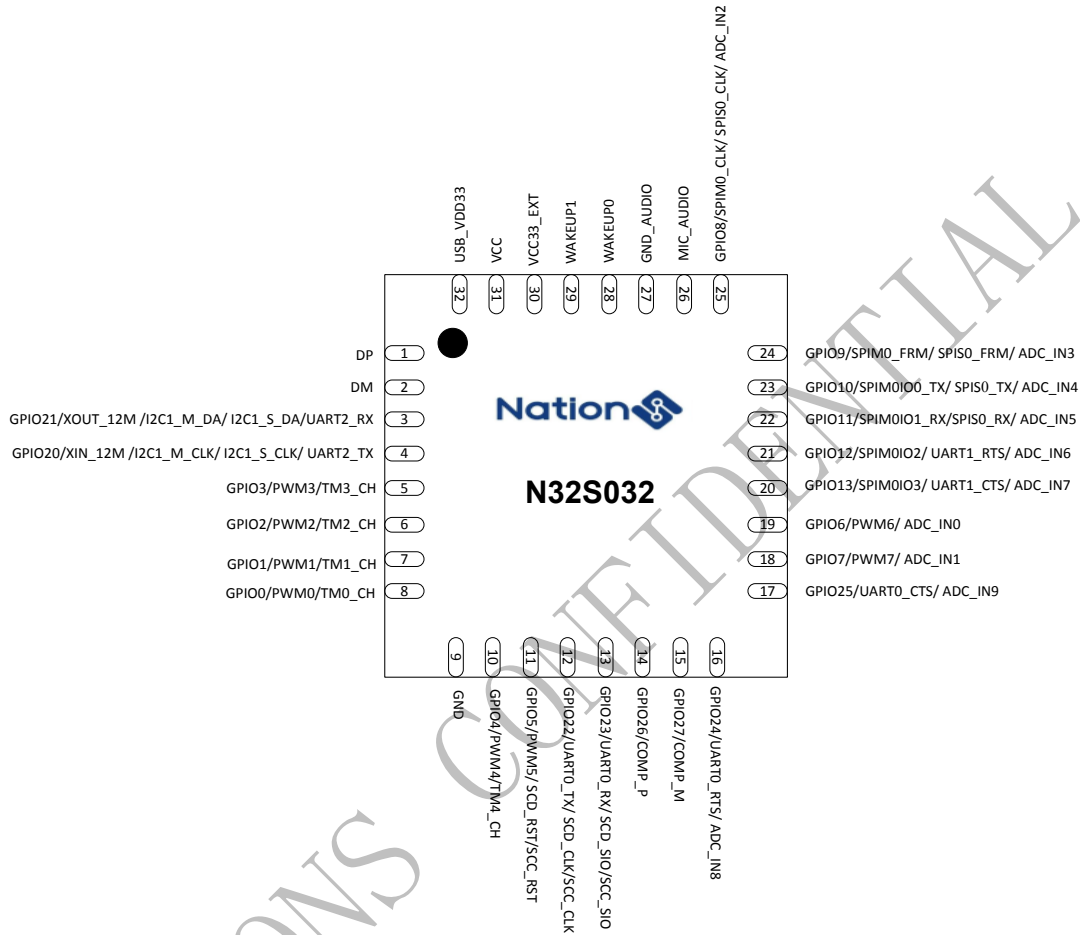 USB_VDD33
VCC
VCC33_EXT
WAKEUP1
WAKEUP0
GND_AUDIO
MIC_AUDIO
GPIO8/SPIM0_CLK/ SPIS0_CLK/ ADC_IN2
32
31
30
29
28
27
26
25
DP
1
DM
2
GPIO21/XOUT_12M /I2C1_M_DA/ I2C1_S_DA/UART2_RX
3
GPIO20/XIN_12M /I2C1_M_CLK/ I2C1_S_CLK/ UART2_TX
4
GPIO3/PWM3/TM3_CH
5
GPIO2/PWM2/TM2_CH
6
GPIO1/PWM1/TM1_CH
7
GPIO0/PWM0/TM0_CH
8
Nation
N32S032
24
GPIO9/SPIM0_FRM/ SPIS0_FRM/ ADC_IN3
23
GPIO10/SPIM0IO0_TX/ SPIS0_TX/ ADC_IN4
22
GPIO11/SPIM0IO1_RX/SPIS0_RX/ ADC_IN5
21
GPIO12/SPIM0IO2/ UART1_RTS/ ADC_IN6
20
GPIO13/SPIM0IO3/ UART1_CTS/ ADC_IN7
19
GPIO6/PWM6/ ADC_IN0
18
GPIO7/PWM7/ ADC_IN1
17
GPIO25/UART0_CTS/ ADC_IN9
9
10
11
12
13
14
15
16
GND
GPIO4/PWM4/TM4_CH
GPIO5/PWM5/ SCD_RST/SCC_RST
GPIO22/UART0_TX/ SCD_CLK/SCC_CLK
GPIO23/UART0_RX/ SCD_SIO/SCC_SIO
GPIO26/COMP_P
GPIO27/COMP_M
GPIO24/UART0_RTS/ ADC_IN8
ONS CONFIDENTIAL